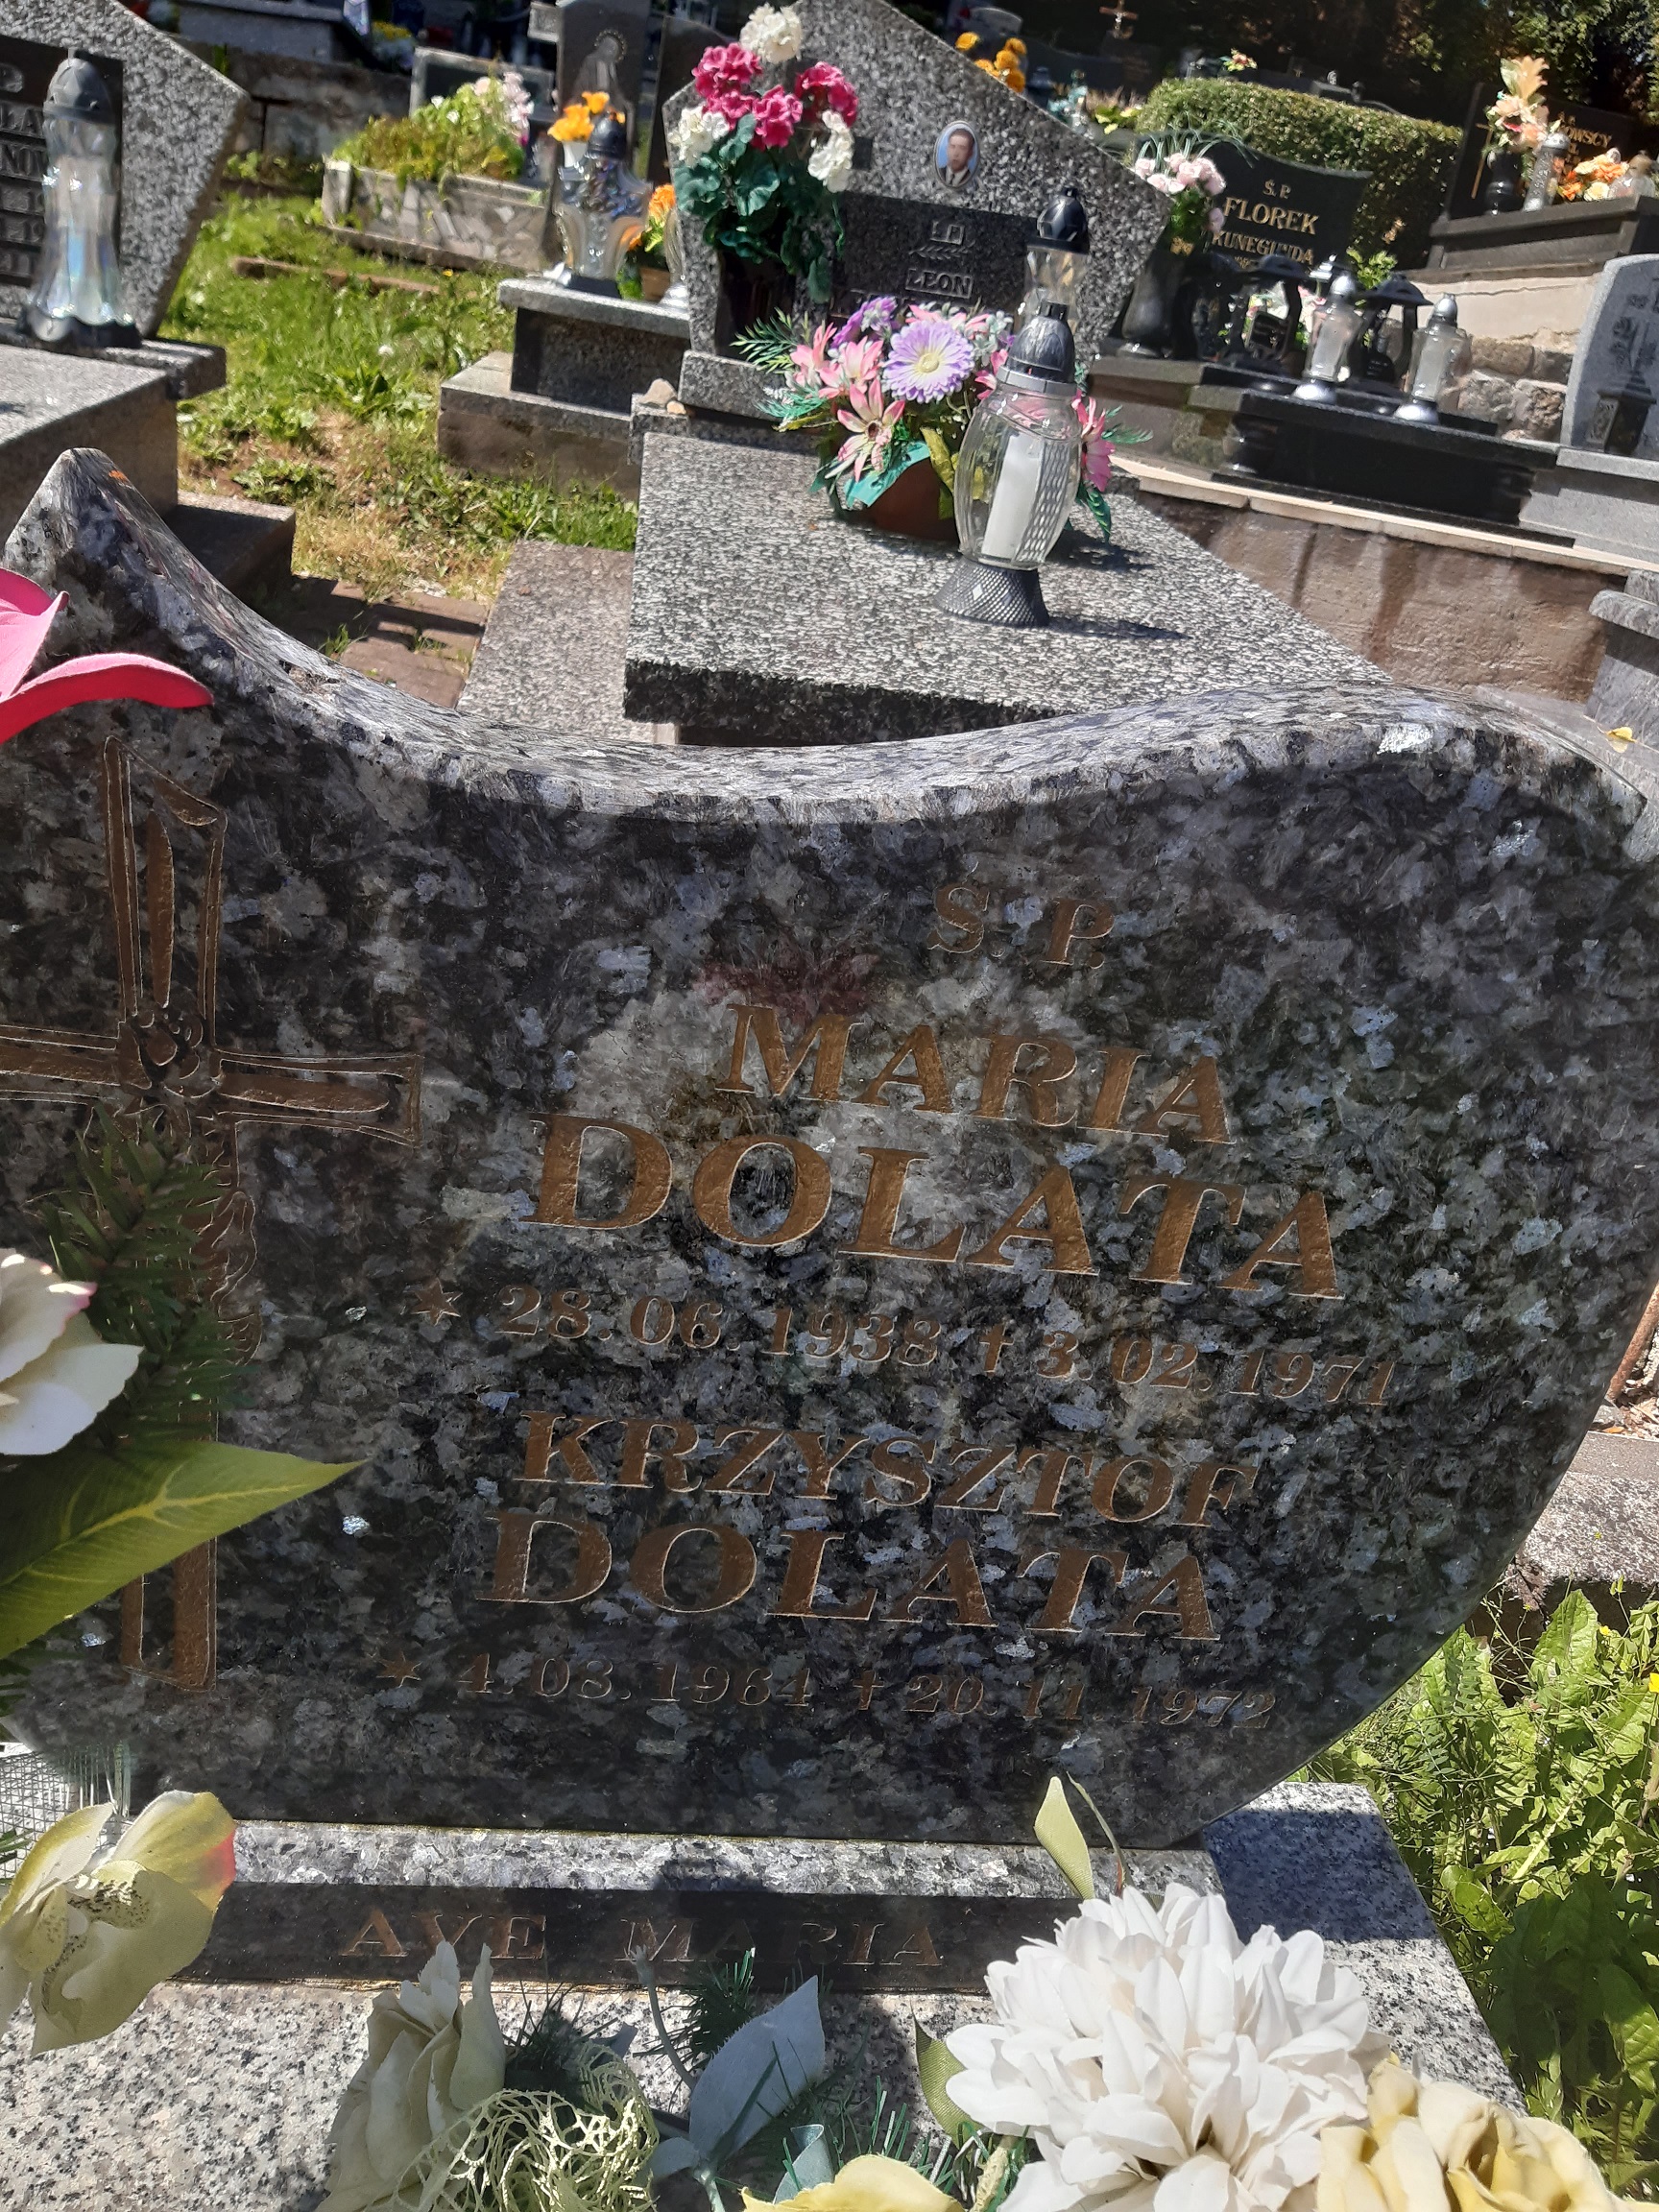 Ś.P.
FLOREK
KUNEGUNDA
LEON
Ś. P.
MARIA
DOLATA
* 28.06.1938 † 3.02.1971
KRZYSZTOF
DOLATA
* 4.08.1964 † 20.11.1972
AVE MARIA